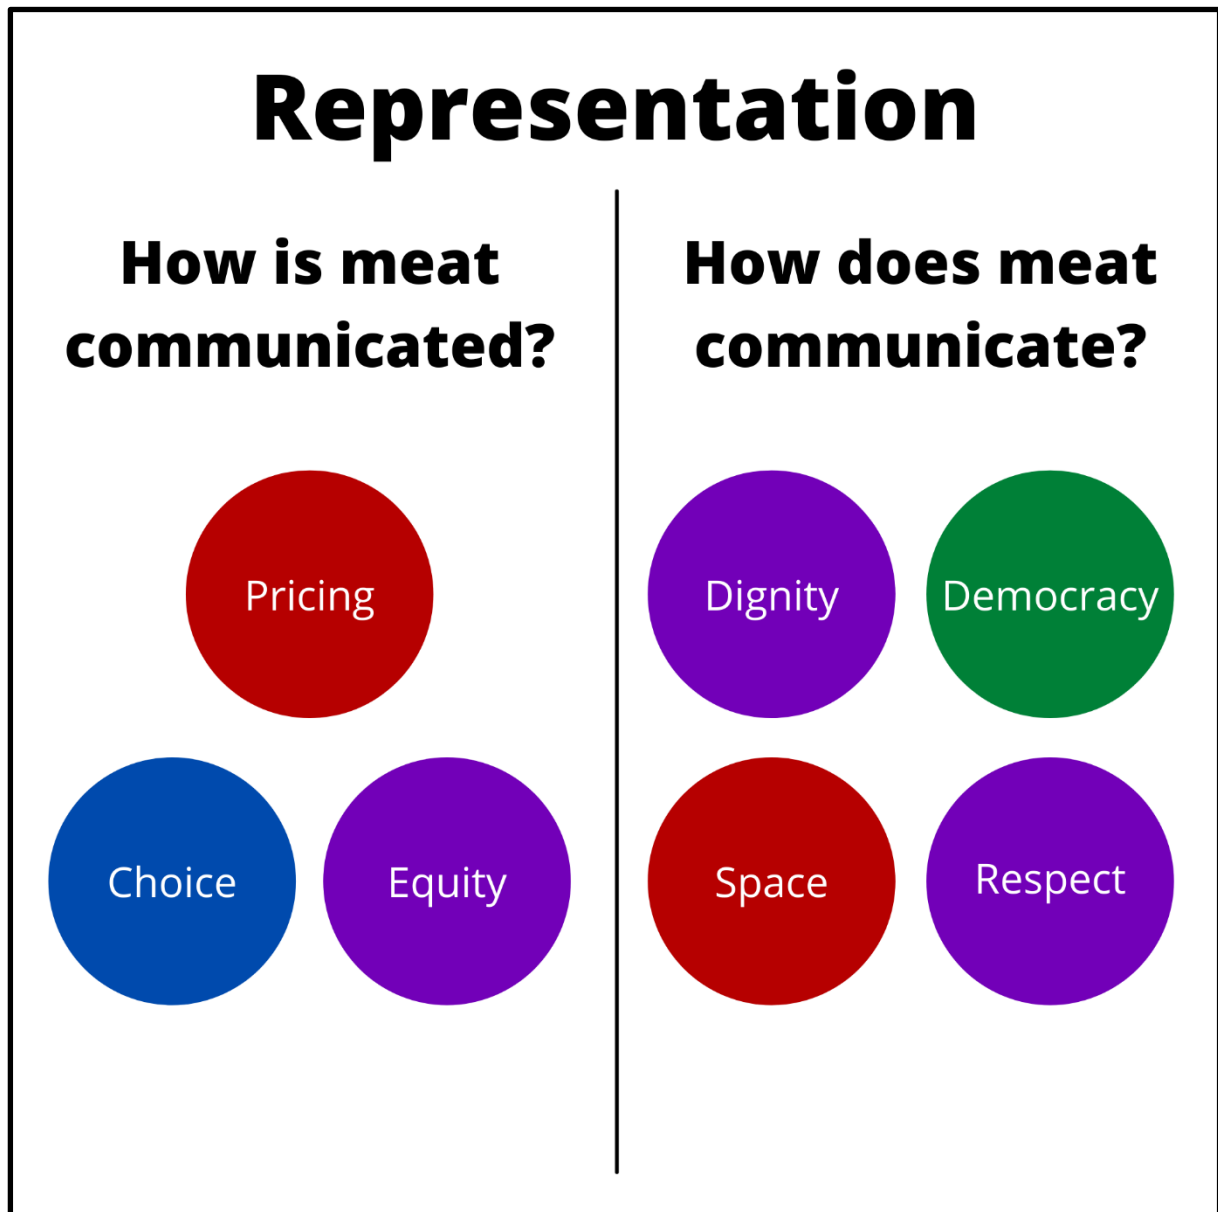 Representation
How is meat
communicated?
Pricing
Choice
Equity
How does meat
communicate?
Dignity
Democracy
Space
Respect